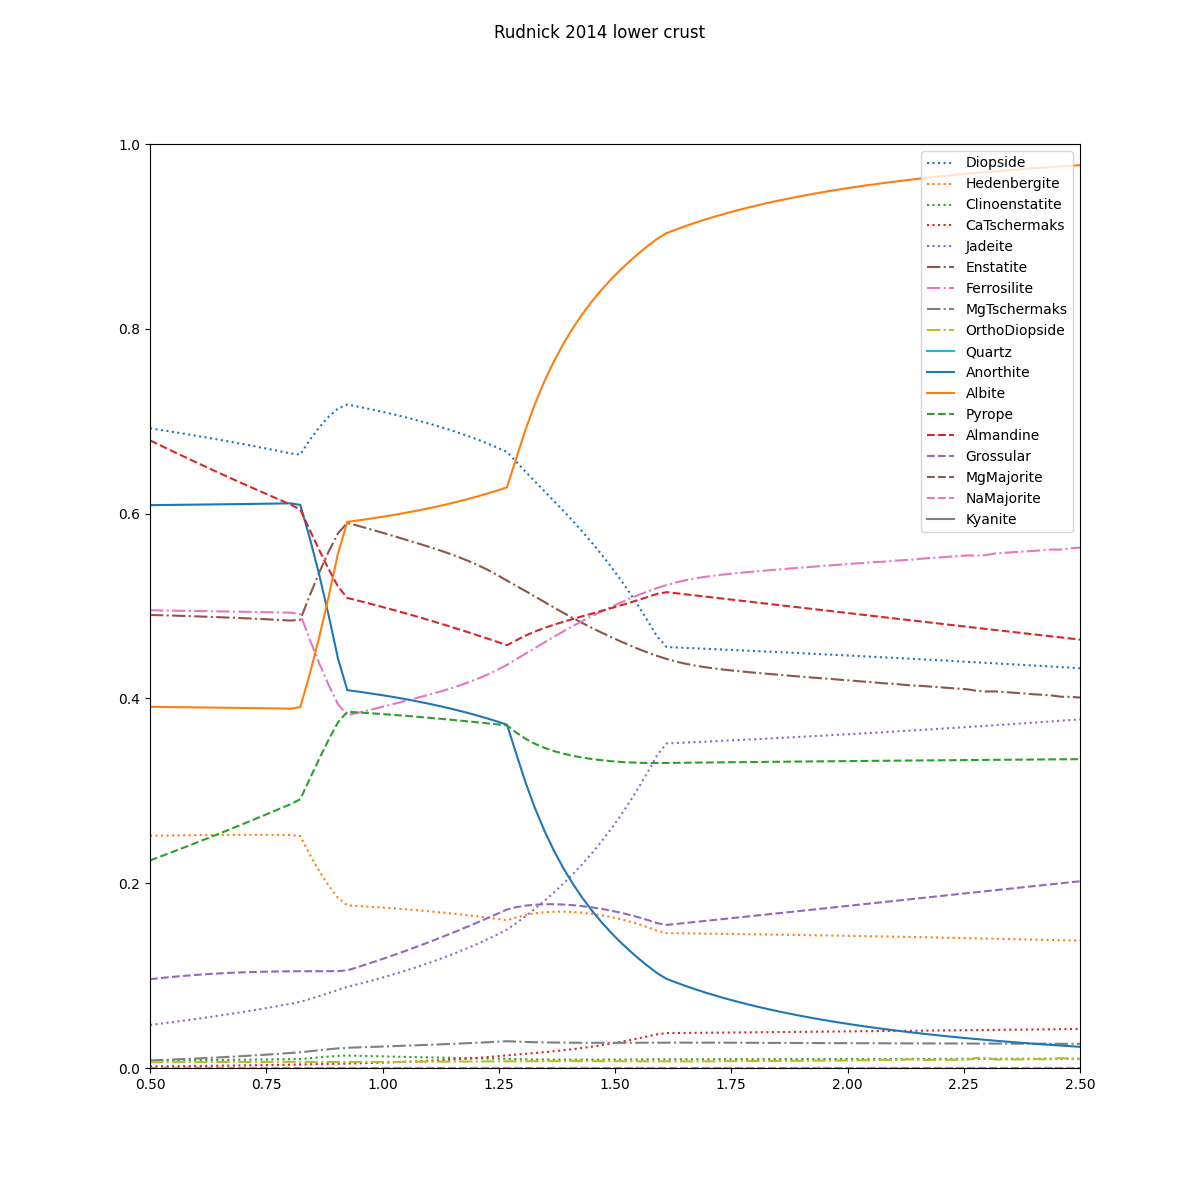 Rudnick 2014 lower crust
1.0
0.8
0.6
0.4
0.2
0.0
0.50
0.75
1.00
1.25
1.50
1.75
2.00
2.25
2.50
Diopside
Hedenbergite
Clinoenstatite
CaTschermaks
Jadeite
Enstatite
Ferrosilite
MgTschermaks
OrthoDiopside
Quartz
Anorthite
Albite
Pyrope
Almandine
Grossular
MgMajorite
NaMajorite
Kyanite